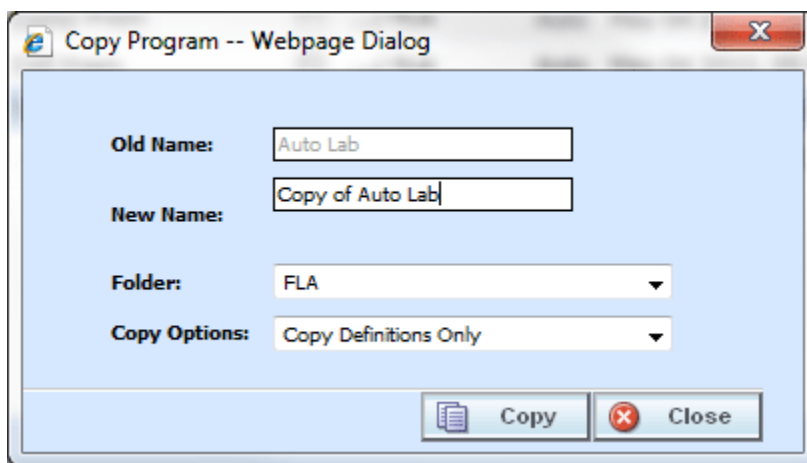 Copy Program -- Webpage Dialog
Old Name: Auto Lab
New Name: Copy of Auto Lab
Folder: FLA
Copy Options: Copy Definitions Only
Copy Close